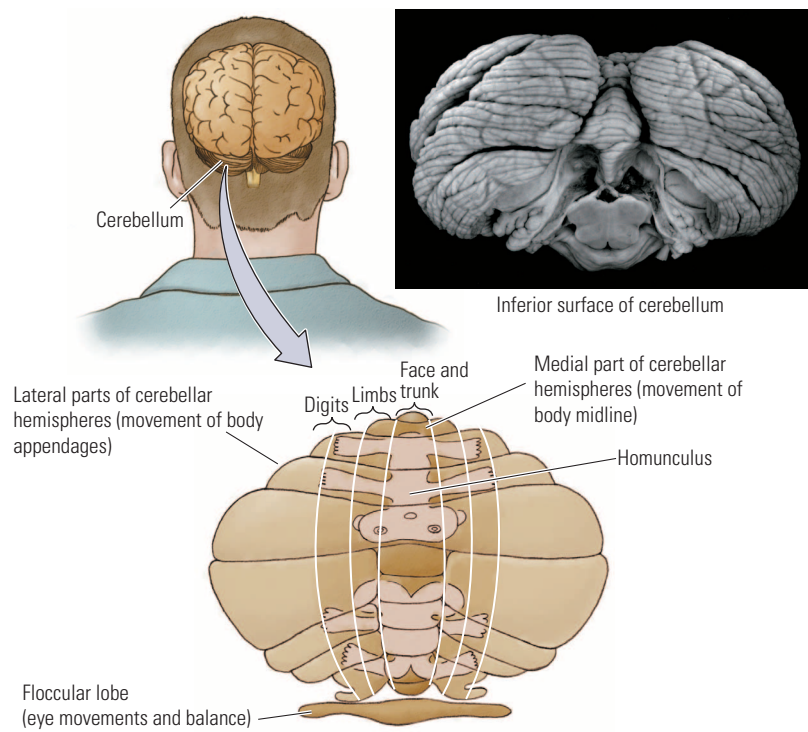 Cerebellum
Inferior surface of cerebellum
Lateral parts of cerebellar
hemispheres (movement of body
appendages)
Digits
Limbs
Face and
trunk
Medial part of cerebellar
hemispheres (movement of
body midline)
Homunculus
Floccular lobe
(eye movements and balance)